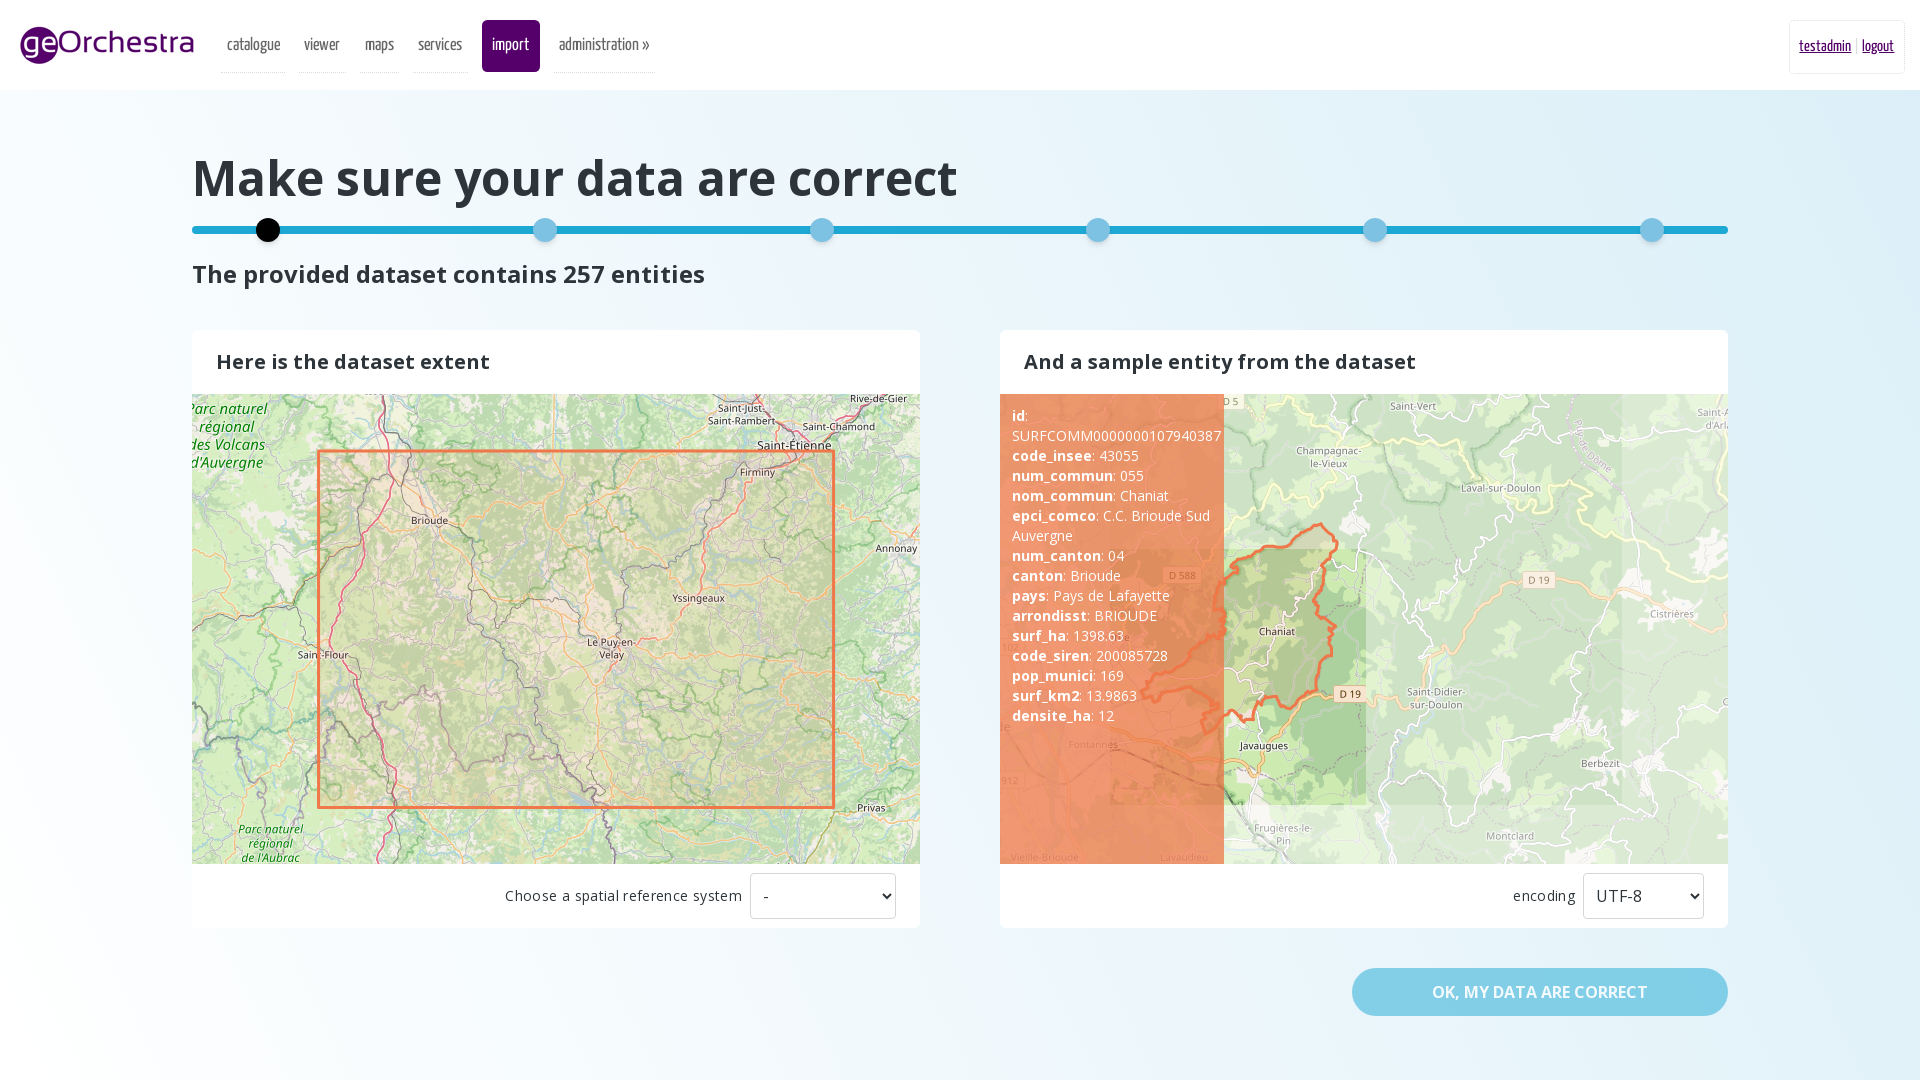 geOrchestra
catalogue
viewer
maps
services
import
administration »
testadmin | logout
Make sure your data are correct
The provided dataset contains 257 entities
Here is the dataset extent
Parc naturel
régional
des Volcans
d'Auvergne
Saint-Just-
Saint-Rambert
Rive-de-Gier
Saint-Chamond
Saint-Étienne
Firminy
Brioude
Annonay
Yssingeaux
Le Puy-en-
Velay
Saint-Flour
Privas
Parc naturel
régional
de l'Aubrac
Choose a spatial reference system
-
And a sample entity from the dataset
id:
SURFCOMM0000000107940387
code_insee: 43055
num_commun: 055
nom_commun: Chaniat
epci_comco: C.C. Brioude Sud
Auvergne
num_canton: 04
canton: Brioude
pays: Pays de Lafayette
arrondisst: BRIOUDE
surf_ha: 1398.63
code_siren: 200085728
pop_munici: 169
surf_km2: 13.9863
densite_ha: 12
D 5
Saint-Vert
Champagnac-
le-Vieux
Puy-de-Dôme
Laval-sur-Doulon
D 588
D 19
Cistrières
Chaniat
D 19
Saint-Didier-
sur-Doulon
Fontannes
Javaugues
Berbezit
912
Frugières-le-
Pin
Montclard
Vieille-Brioude
Lavaudieu
encoding
UTF-8
OK, MY DATA ARE CORRECT